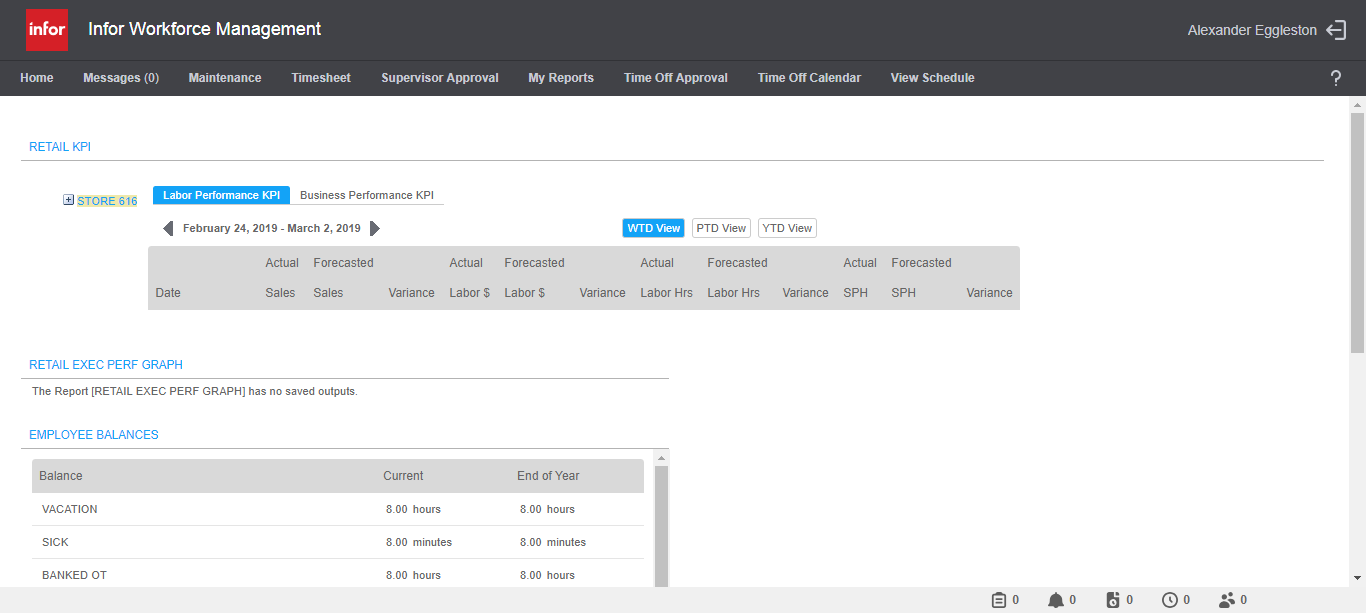 infor Infor Workforce Management Alexander Eggleston
Home Messages (0) Maintenance Timesheet Supervisor Approval My Reports Time Off Approval Time Off Calendar View Schedule ?
RETAIL KPI
STORE 616 Labor Performance KPI Business Performance KPI
February 24, 2019 - March 2, 2019 WTD View PTD View YTD View
Actual Forecasted Actual Forecasted Actual Forecasted Actual Forecasted
Date Sales Sales Variance Labor $ Labor $ Variance Labor Hrs Labor Hrs Variance SPH SPH Variance
RETAIL EXEC PERF GRAPH
The Report [RETAIL EXEC PERF GRAPH] has no saved outputs.
EMPLOYEE BALANCES
Balance Current End of Year
VACATION 8.00 hours 8.00 hours
SICK 8.00 minutes 8.00 minutes
BANKED OT 8.00 hours 8.00 hours
0 0 0 0 0